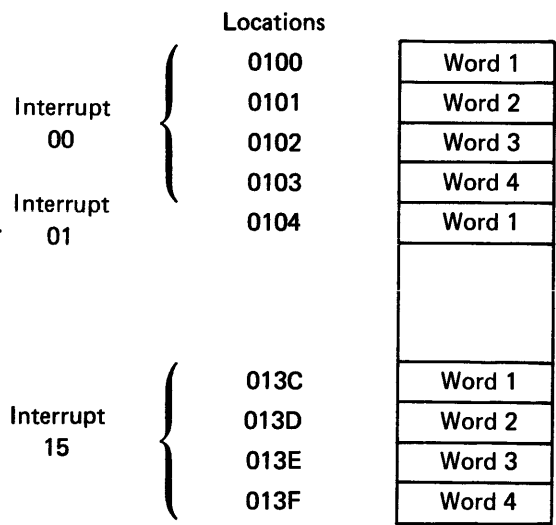 Locations
0100 Word 1
0101 Word 2
Interrupt
00
0102 Word 3
0103 Word 4
Interrupt
01
0104 Word 1
013C Word 1
Interrupt
15
013D Word 2
013E Word 3
013F Word 4